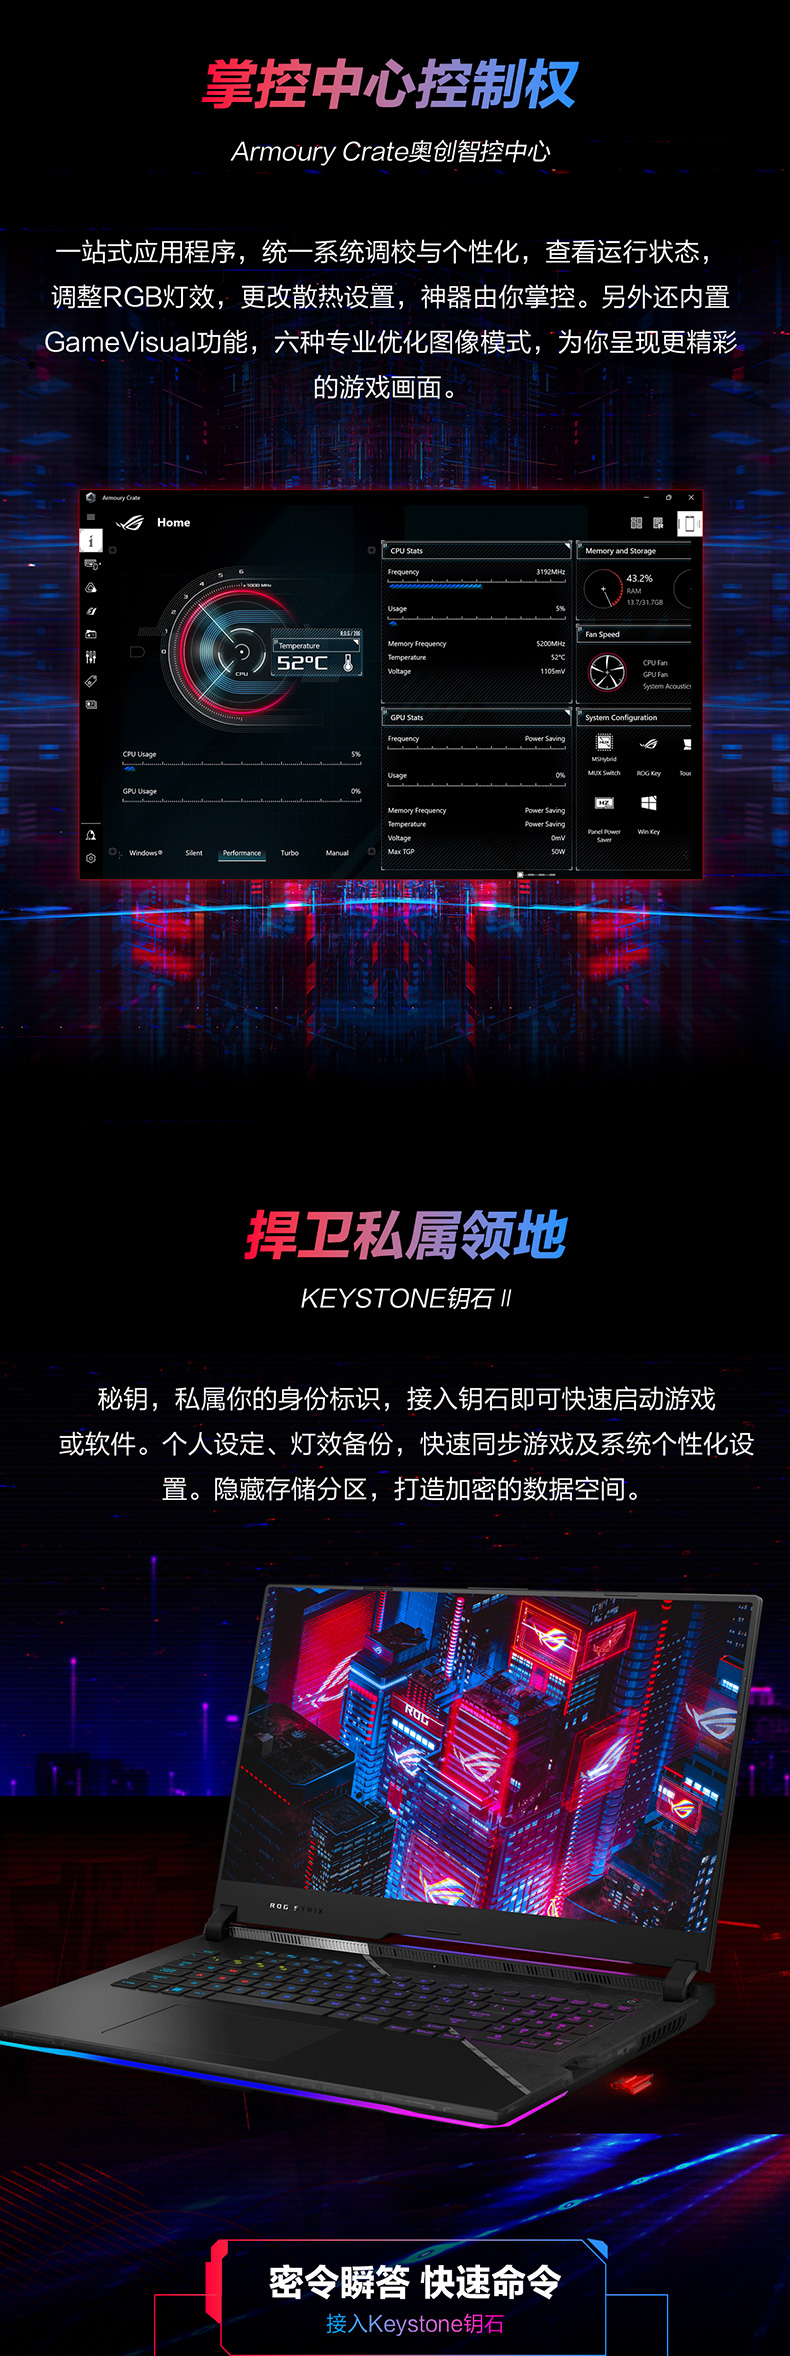 掌控中心控制权
Armoury Crate奥创智控中心
一站式应用程序，统一系统调校与个性化，查看运行状态，
调整RGB灯效，更改散热设置，神器由你掌控。另外还内置
GameVisual功能，六种专业优化图像模式，为你呈现更精彩
的游戏画面。
Armoury Crate
Home
CPU Stats
Frequency 3192MHz
Usage 5%
Memory Frequency 5200MHz
Temperature 52°C
Voltage 1105mV
Memory and Storage
43.2%
RAM
13.7/31.7GB
Fan Speed
CPU Fan
GPU Fan
System Acoustics
0 1 2 3 4 5 6
x 1000 MHz
CPU
Temperature
52°C
CPU Usage 5%
GPU Usage 0%
GPU Stats
Frequency Power Saving
Usage 0%
Memory Frequency Power Saving
Temperature Power Saving
Voltage 0mV
Max TGP 50W
System Configuration
MSHybrid
MUX Switch
ROG Key
HZ
Panel Power
Saver
Win Key
Windows® Silent Performance Turbo Manual
捍卫私属领地
KEYSTONE钥石 II
秘钥，私属你的身份标识，接入钥石即可快速启动游戏
或软件。个人设定、灯效备份，快速同步游戏及系统个性化设
置。隐藏存储分区，打造加密的数据空间。
ROG
ROG STRIX
密令瞬答 快速命令
接入Keystone钥石